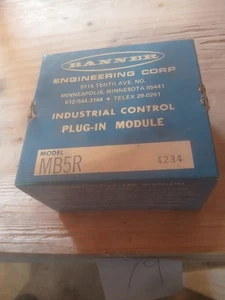 BANNER
ENGINEERING CORP
9714 TENTH AVE. NO.
MINNEAPOLIS, MINNESOTA 55441
612/544-3164 • TELEX 29-0261
INDUSTRIAL CONTROL
PLUG-IN MODULE
MODEL
MB5R
4234